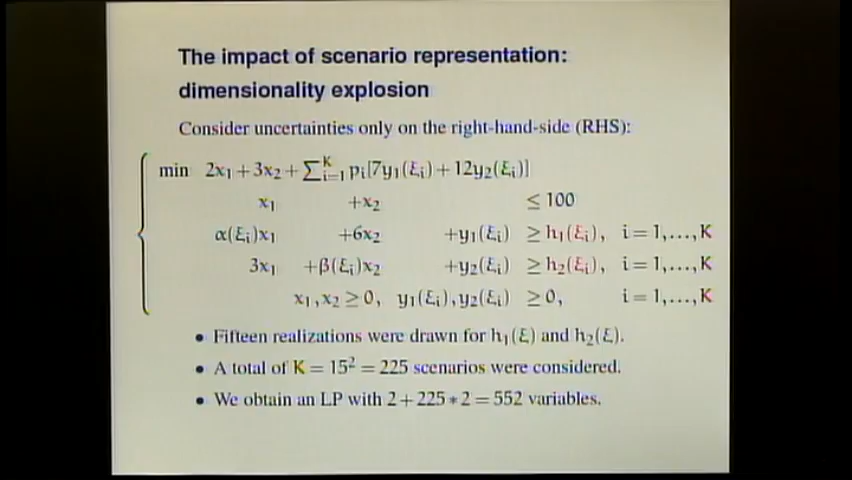 The impact of scenario representation:
dimensionality explosion
Consider uncertainties only on the right-hand-side (RHS):
min 2x₁ + 3x₂ + ∑ᵢ₌₁ᴷ pᵢ[7y₁(ξᵢ) + 12y₂(ξᵢ)]
x₁ +x₂ ≤ 100
α(ξᵢ)x₁ +6x₂ +y₁(ξᵢ) ≥ h₁(ξᵢ), i = 1,...,K
3x₁ +β(ξᵢ)x₂ +y₂(ξᵢ) ≥ h₂(ξᵢ), i = 1,...,K
x₁,x₂ ≥ 0, y₁(ξᵢ),y₂(ξᵢ) ≥ 0, i = 1,...,K
• Fifteen realizations were drawn for h₁(ξ) and h₂(ξ).
• A total of K = 15² = 225 scenarios were considered.
• We obtain an LP with 2 + 225 * 2 = 552 variables.